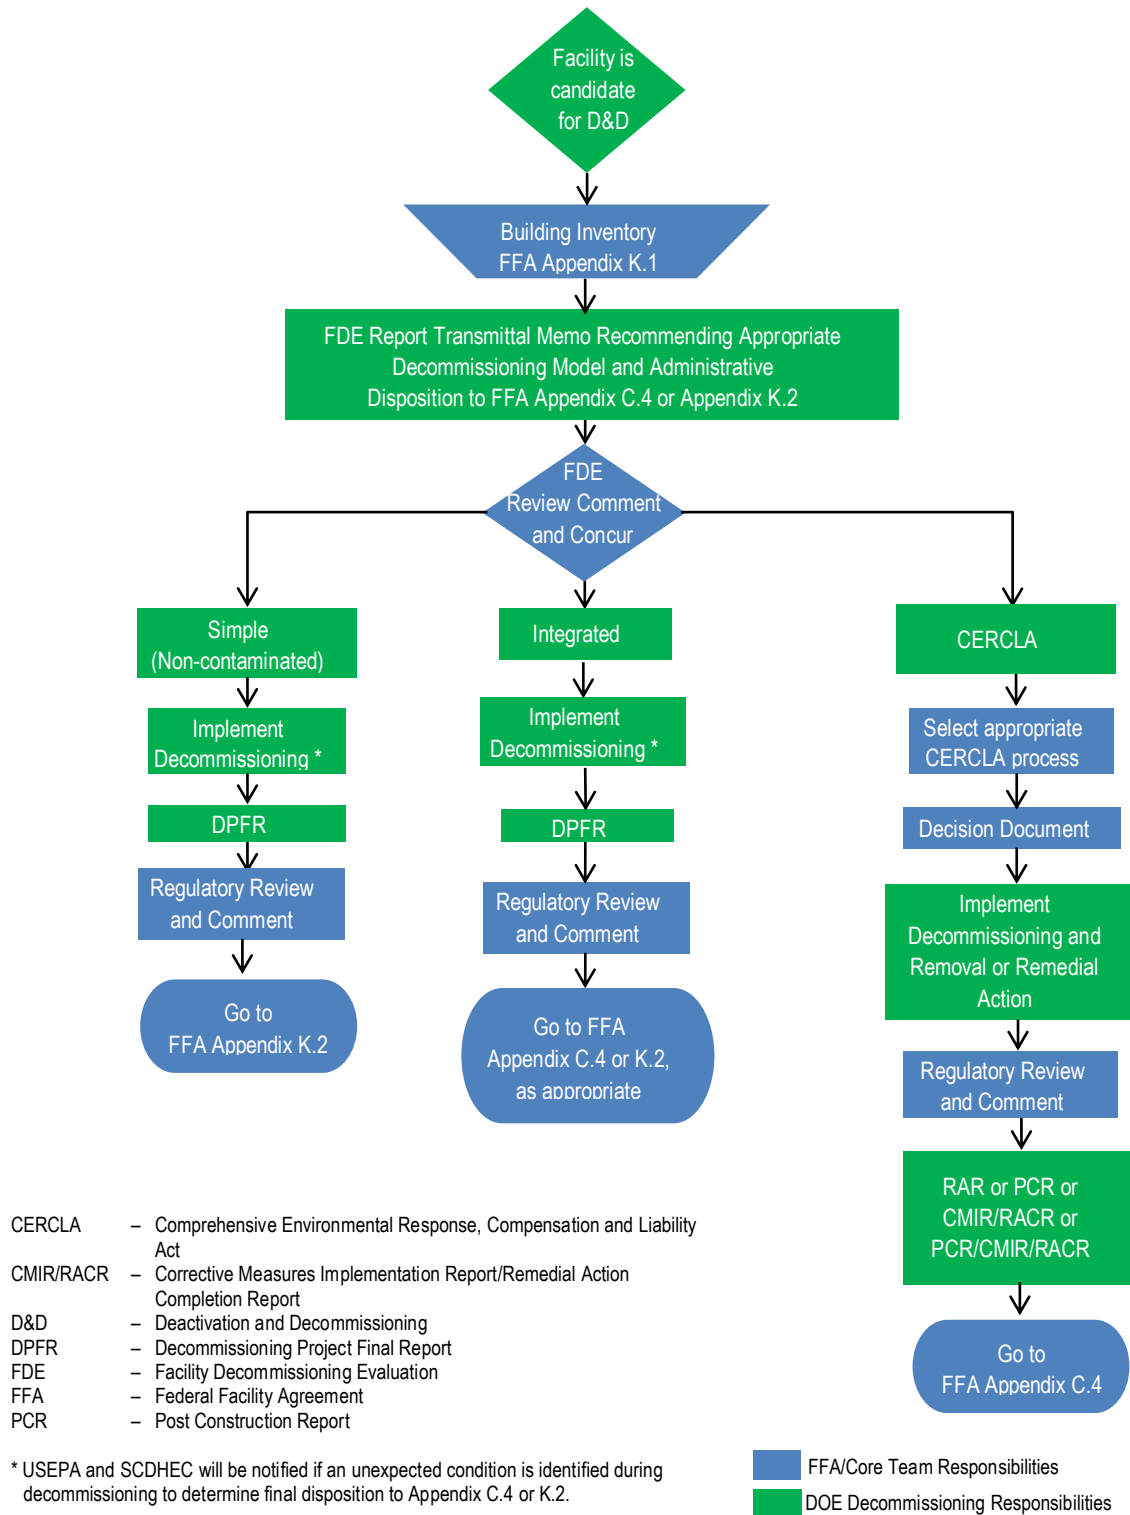 Facility is
candidate
for D&D
Building Inventory
FFA Appendix K.1
FDE Report Transmittal Memo Recommending Appropriate
Decommissioning Model and Administrative
Disposition to FFA Appendix C.4 or Appendix K.2
FDE
Review Comment
and Concur
Simple
(Non-contaminated)
Implement
Decommissioning *
DPFR
Regulatory Review
and Comment
Go to
FFA Appendix K.2
Integrated
Implement
Decommissioning *
DPFR
Regulatory Review
and Comment
Go to FFA
Appendix C.4 or K.2,
as appropriate
CERCLA
Select appropriate
CERCLA process
Decision Document
Implement
Decommissioning and
Removal or Remedial
Action
Regulatory Review
and Comment
RAR or PCR or
CMIR/RACR or
PCR/CMIR/RACR
Go to
FFA Appendix C.4
CERCLA – Comprehensive Environmental Response, Compensation and Liability
Act
CMIR/RACR – Corrective Measures Implementation Report/Remedial Action
Completion Report
D&D – Deactivation and Decommissioning
DPFR – Decommissioning Project Final Report
FDE – Facility Decommissioning Evaluation
FFA – Federal Facility Agreement
PCR – Post Construction Report
* USEPA and SCDHEC will be notified if an unexpected condition is identified during
decommissioning to determine final disposition to Appendix C.4 or K.2.
FFA/Core Team Responsibilities
DOE Decommissioning Responsibilities